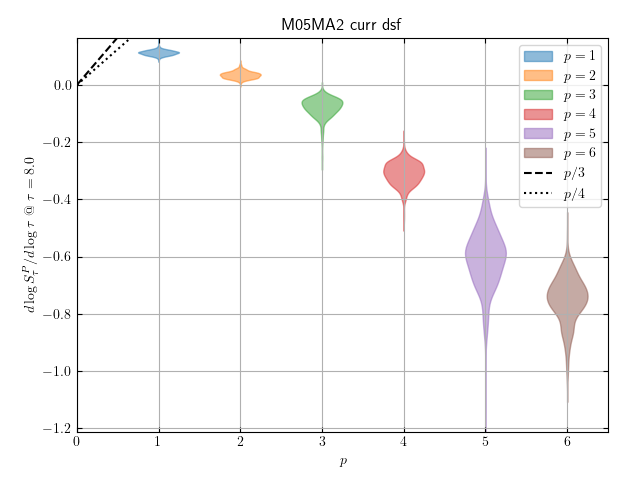 M05MA2 curr dsf
d log S_τ^P / d log τ @ τ = 8.0
0.0
−0.2
−0.4
−0.6
−0.8
−1.0
−1.2
0 1 2 3 4 5 6
p
p = 1
p = 2
p = 3
p = 4
p = 5
p = 6
p/3
p/4